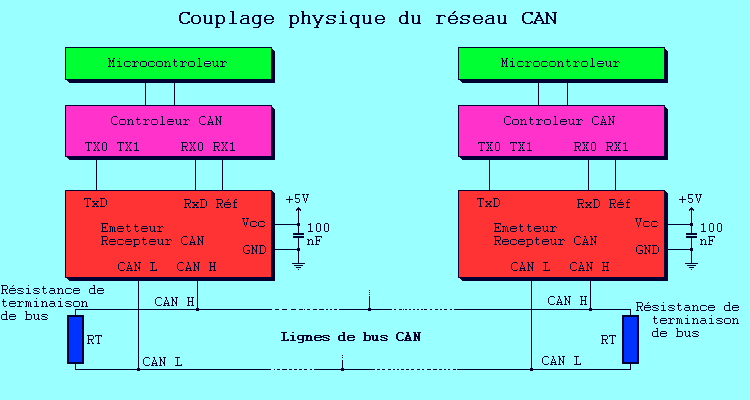 Couplage physique du réseau CAN
Microcontroleur
Microcontroleur
Controleur CAN
TX0 TX1 RX0 RX1
Controleur CAN
TX0 TX1 RX0 RX1
TxD RxD Réf
Vcc
Emetteur
Recepteur CAN
GND
CAN L CAN H
+5V
100
nF
TxD RxD Réf
Vcc
Emetteur
Recepteur CAN
GND
CAN L CAN H
+5V
100
nF
Résistance de
terminaison
de bus
RT
CAN H
CAN L
Lignes de bus CAN
CAN H
CAN L
RT
Résistance de
terminaison
de bus